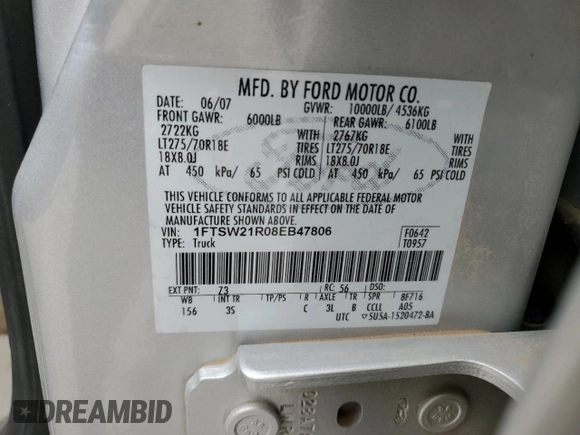 MFD. BY FORD MOTOR CO.
DATE: 06/07 GVWR: 10000LB/ 4536KG
FRONT GAWR: 6000LB REAR GAWR: 6100LB
2722KG WITH 2767KG WITH
LT275/70R18E TIRES LT275/70R18E TIRES
18X8.0J RIMS 18X8.0J RIMS
AT 450 kPa/ 65 PSI COLD AT 450 kPa/ 65 PSI COLD
THIS VEHICLE CONFORMS TO ALL APPLICABLE FEDERAL MOTOR
VEHICLE SAFETY STANDARDS IN EFFECT ON THE DATE OF
MANUFACTURE SHOWN ABOVE.
VIN: 1FTSW21R08EB47806 F0642
TYPE: Truck T0957
EXT PNT: Z3 RC: 56 DSO:
WB INT TR TP/PS R AXLE TR SPR 8F716
156 3S C 3L B CCLL A05
UTC 5U5A-1520472-BA
DREAMBID